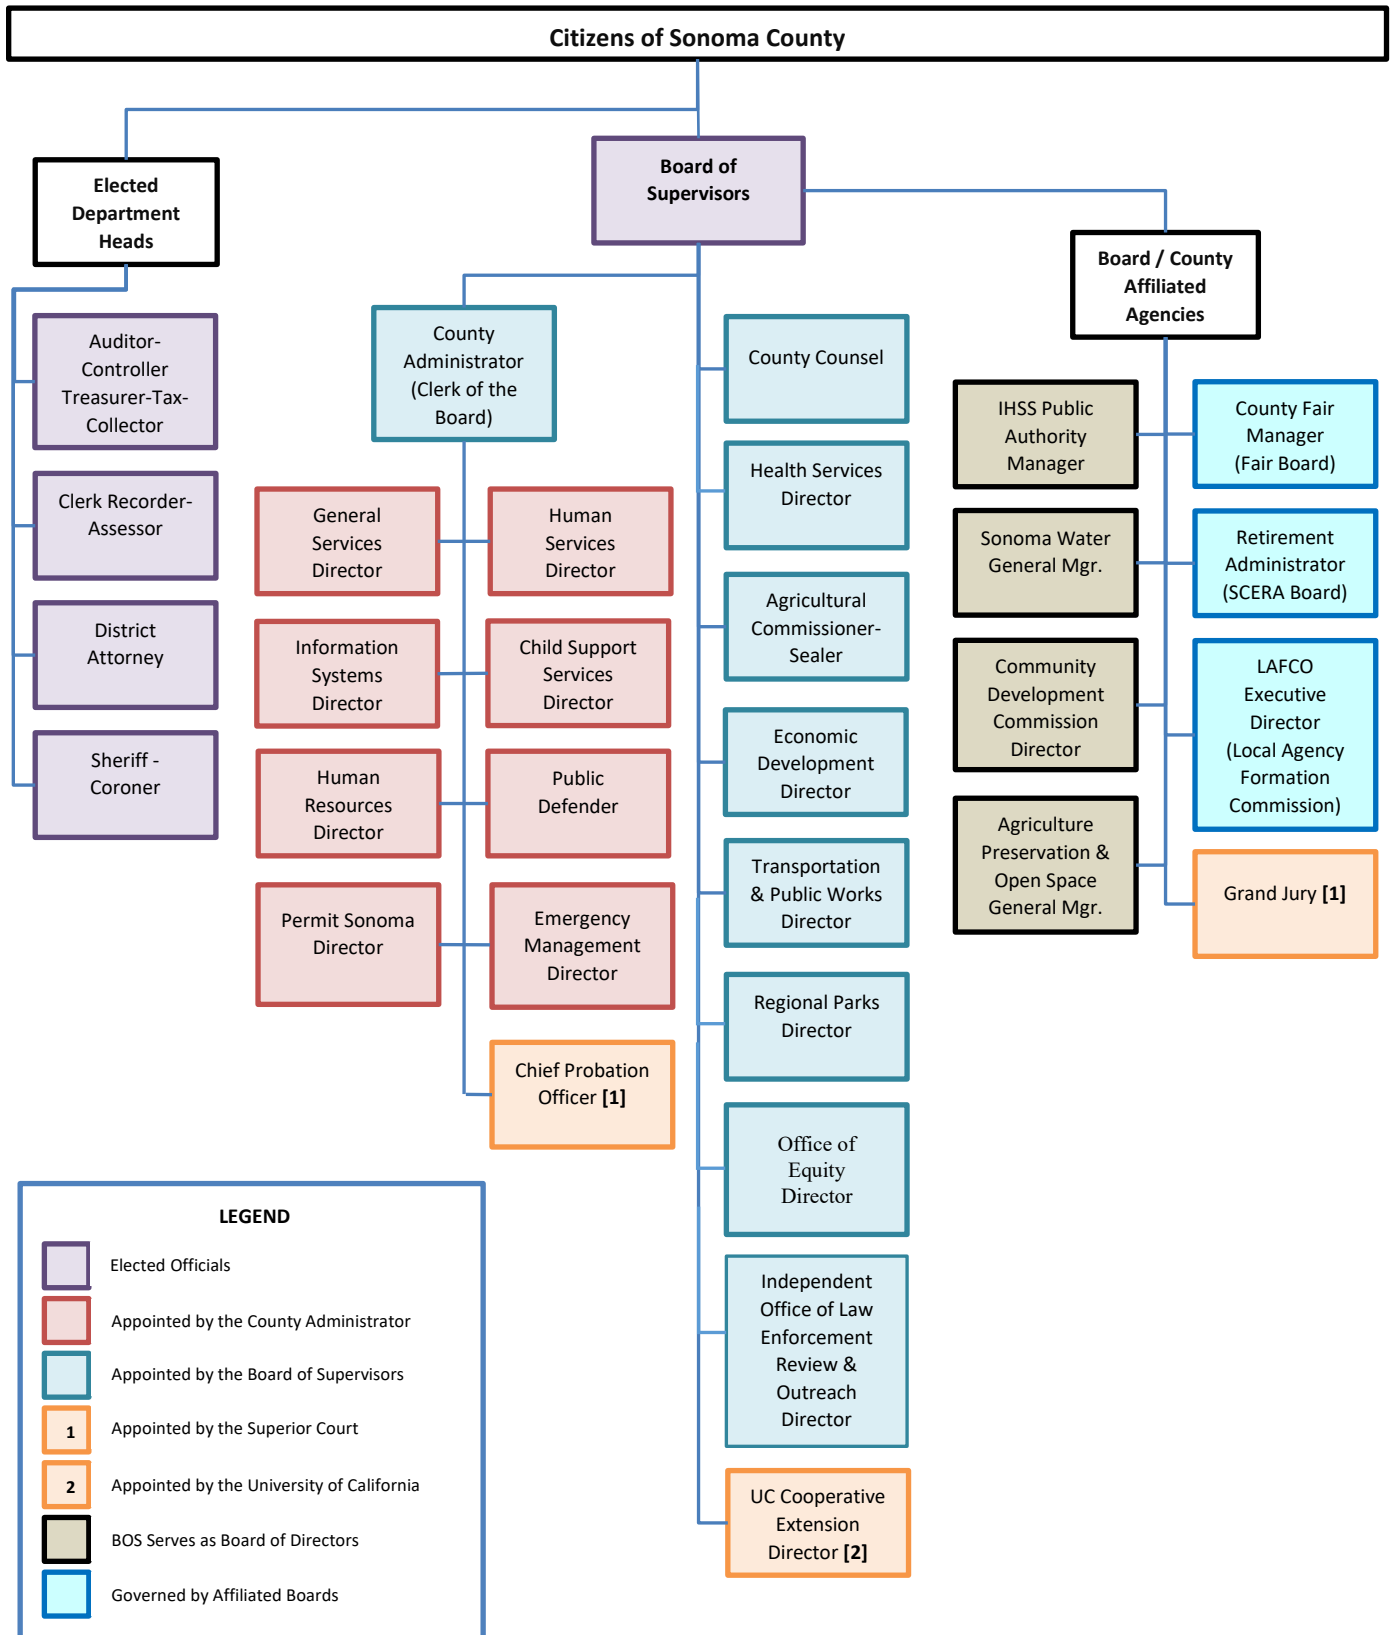 Citizens of Sonoma County
Elected
Department
Heads
Board of
Supervisors
Board / County
Affiliated
Agencies
Auditor-
Controller
Treasurer-Tax-
Collector
Clerk Recorder-
Assessor
District
Attorney
Sheriff -
Coroner
County
Administrator
(Clerk of the
Board)
General
Services
Director
Human
Services
Director
Information
Systems
Director
Child Support
Services
Director
Human
Resources
Director
Public
Defender
Permit Sonoma
Director
Emergency
Management
Director
Chief Probation
Officer [1]
County Counsel
Health Services
Director
Agricultural
Commissioner-
Sealer
Economic
Development
Director
Transportation
& Public Works
Director
Regional Parks
Director
Office of
Equity
Director
Independent
Office of Law
Enforcement
Review &
Outreach
Director
UC Cooperative
Extension
Director [2]
IHSS Public
Authority
Manager
County Fair
Manager
(Fair Board)
Sonoma Water
General Mgr.
Retirement
Administrator
(SCERA Board)
Community
Development
Commission
Director
LAFCO
Executive
Director
(Local Agency
Formation
Commission)
Agriculture
Preservation &
Open Space
General Mgr.
Grand Jury [1]
LEGEND
Elected Officials
Appointed by the County Administrator
Appointed by the Board of Supervisors
1 Appointed by the Superior Court
2 Appointed by the University of California
BOS Serves as Board of Directors
Governed by Affiliated Boards